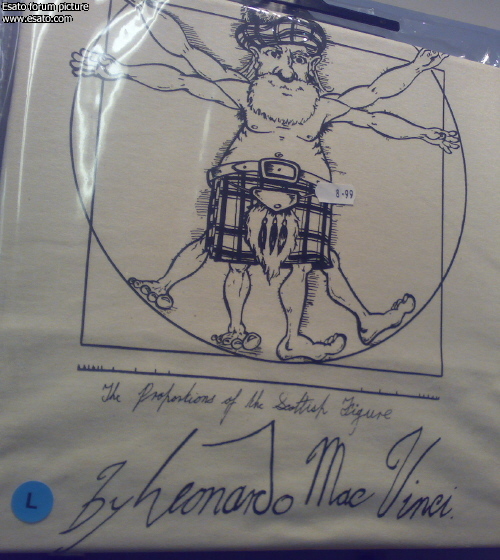 Esato forum picture
www.esato.com
8.99
The Proportions of the Scottish Figure
By Leonardo Mac Vinci.
L